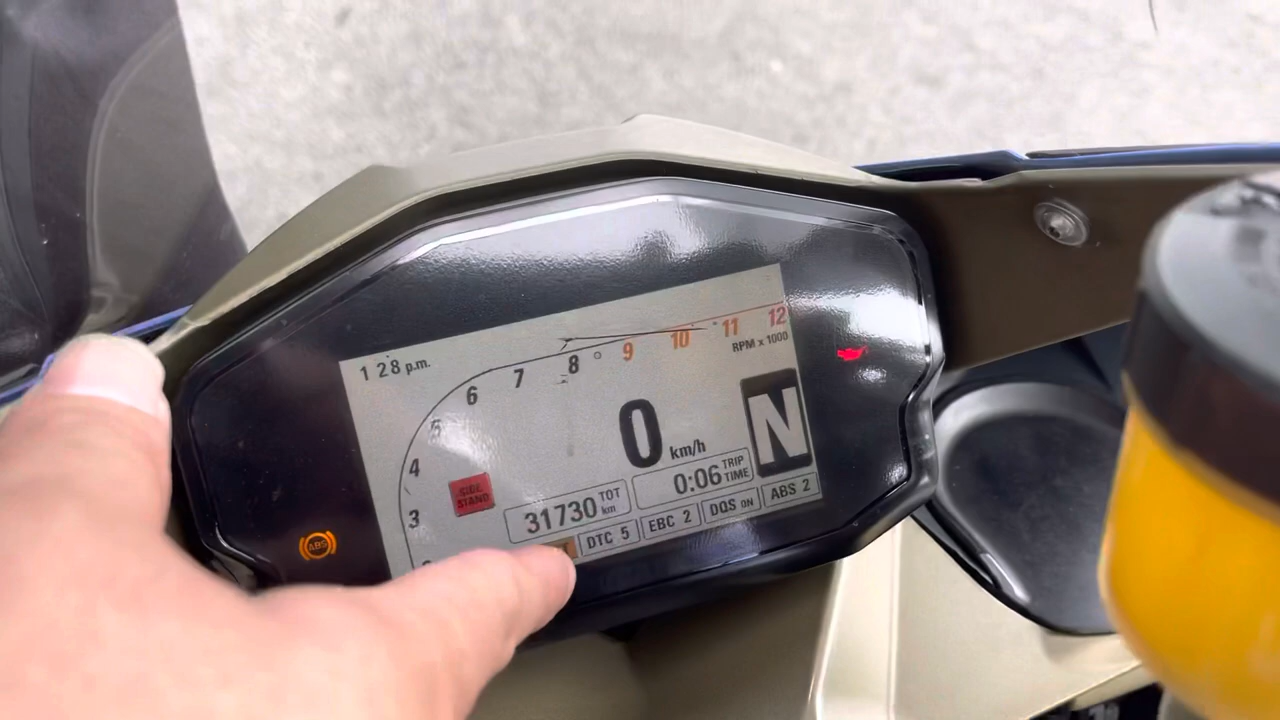 1 28 p.m.
3
4
5
6
7
8
9
10
11
12
RPM x 1000
0 km/h
N
SIDE
STAND
31730 TOT
km
0:06 TRIP
TIME
DTC 5
EBC 2
DQS ON
ABS 2
ABS